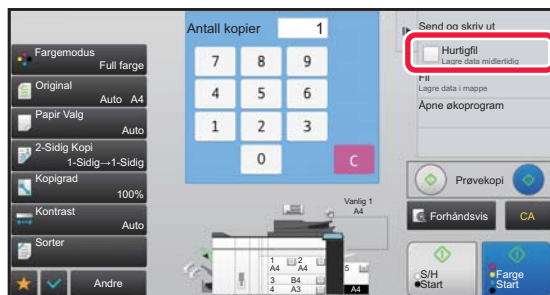 Antall kopier 1
Send og skriv ut
Hurtigfil
Lagre data midlertidig
Fil
Lagre data i mappe
Åpne økoprogram
Fargemodus
Full farge
Original
Auto A4
Papir Valg
Auto
2-Sidig Kopi
1-Sidig→1-Sidig
Kopigrad
100%
Kontrast
Auto
Sorter
Andre
7 8 9
4 5 6
1 2 3
0 C
Vanlig 1
A4
1 A4 2 A4
3 B4
4 A3
5
A4
Prøvekopi
Forhåndsvis
CA
S/H
Start
Farge
Start